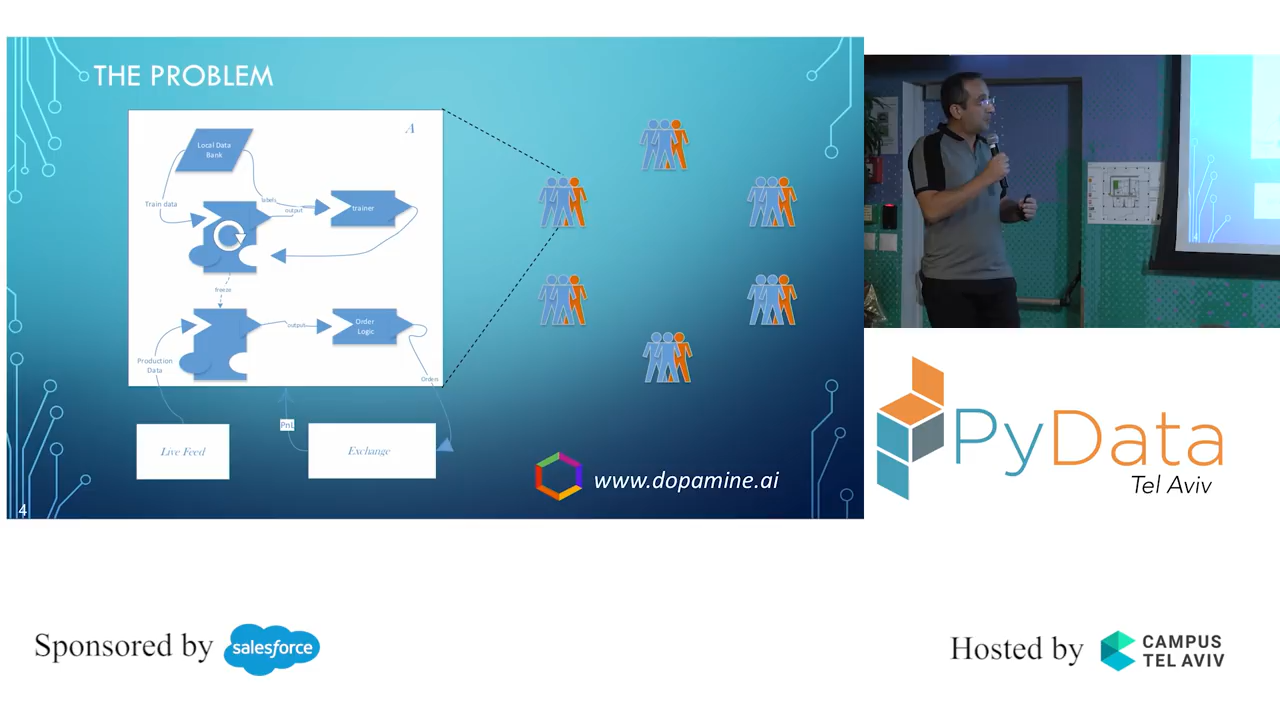 THE PROBLEM
A
Local Data
Bank
Train data
labels
output
trainer
freeze
output
Order
Logic
Production
Data
Orders
PnL
Live Feed
Exchange
www.dopamine.ai
4
PyData
Tel Aviv
Sponsored by
salesforce
Hosted by
CAMPUS
TEL AVIV